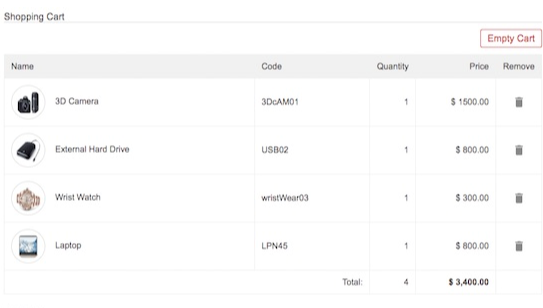 Shopping Cart
Empty Cart
Name Code Quantity Price Remove
3D Camera 3DcAM01 1 $ 1500.00
External Hard Drive USB02 1 $ 800.00
Wrist Watch wristWear03 1 $ 300.00
Laptop LPN45 1 $ 800.00
Total: 4 $ 3,400.00